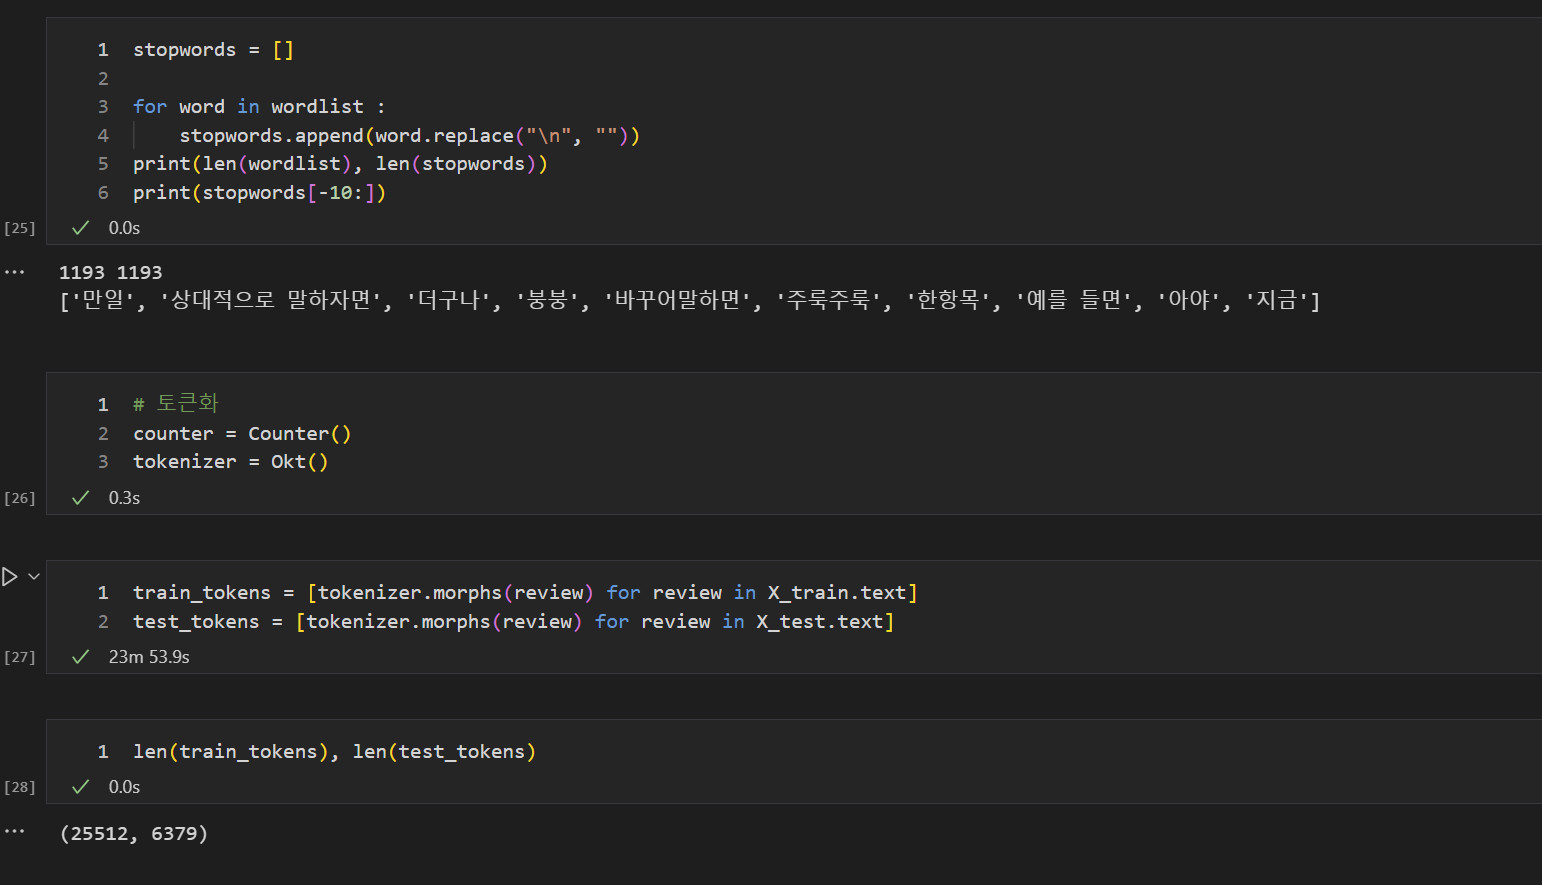 1 stopwords = []
2
3 for word in wordlist :
4     stopwords.append(word.replace("\n", ""))
5 print(len(wordlist), len(stopwords))
6 print(stopwords[-10:])
[25] ✓ 0.0s
... 1193 1193
['만일', '상대적으로 말하자면', '더구나', '붕붕', '바꾸어말하면', '주룩주룩', '한항목', '예를 들면', '아야', '지금']
1 # 토큰화
2 counter = Counter()
3 tokenizer = Okt()
[26] ✓ 0.3s
1 train_tokens = [tokenizer.morphs(review) for review in X_train.text]
2 test_tokens = [tokenizer.morphs(review) for review in X_test.text]
[27] ✓ 23m 53.9s
1 len(train_tokens), len(test_tokens)
[28] ✓ 0.0s
... (25512, 6379)